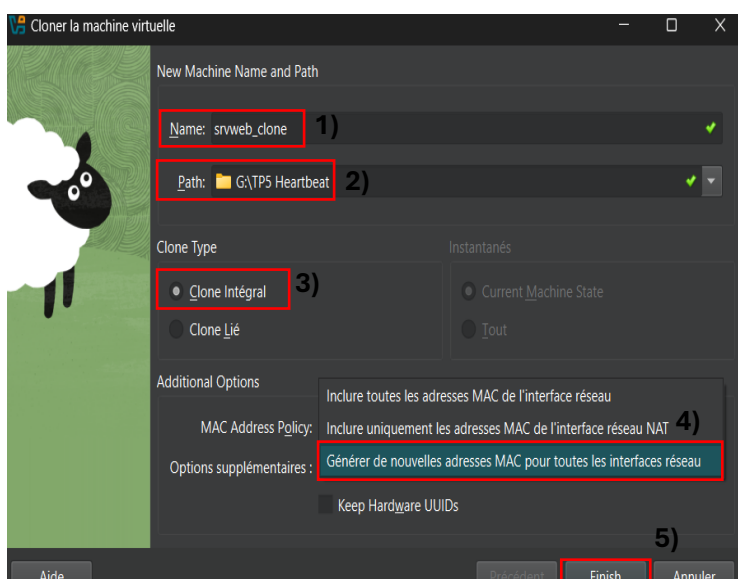 Cloner la machine virtuelle
New Machine Name and Path
Name: srvweb_clone 1)
Path: G:\TP5 Heartbeat 2)
Clone Type
Instantanés
Clone Intégral 3)
Current Machine State
Clone Lié
Tout
Additional Options
Inclure toutes les adresses MAC de l'interface réseau
MAC Address Policy: Inclure uniquement les adresses MAC de l'interface réseau NAT 4)
Options supplémentaires : Générer de nouvelles adresses MAC pour toutes les interfaces réseau
Keep Hardware UUIDs
5)
Aide Précédent Finish Annuler